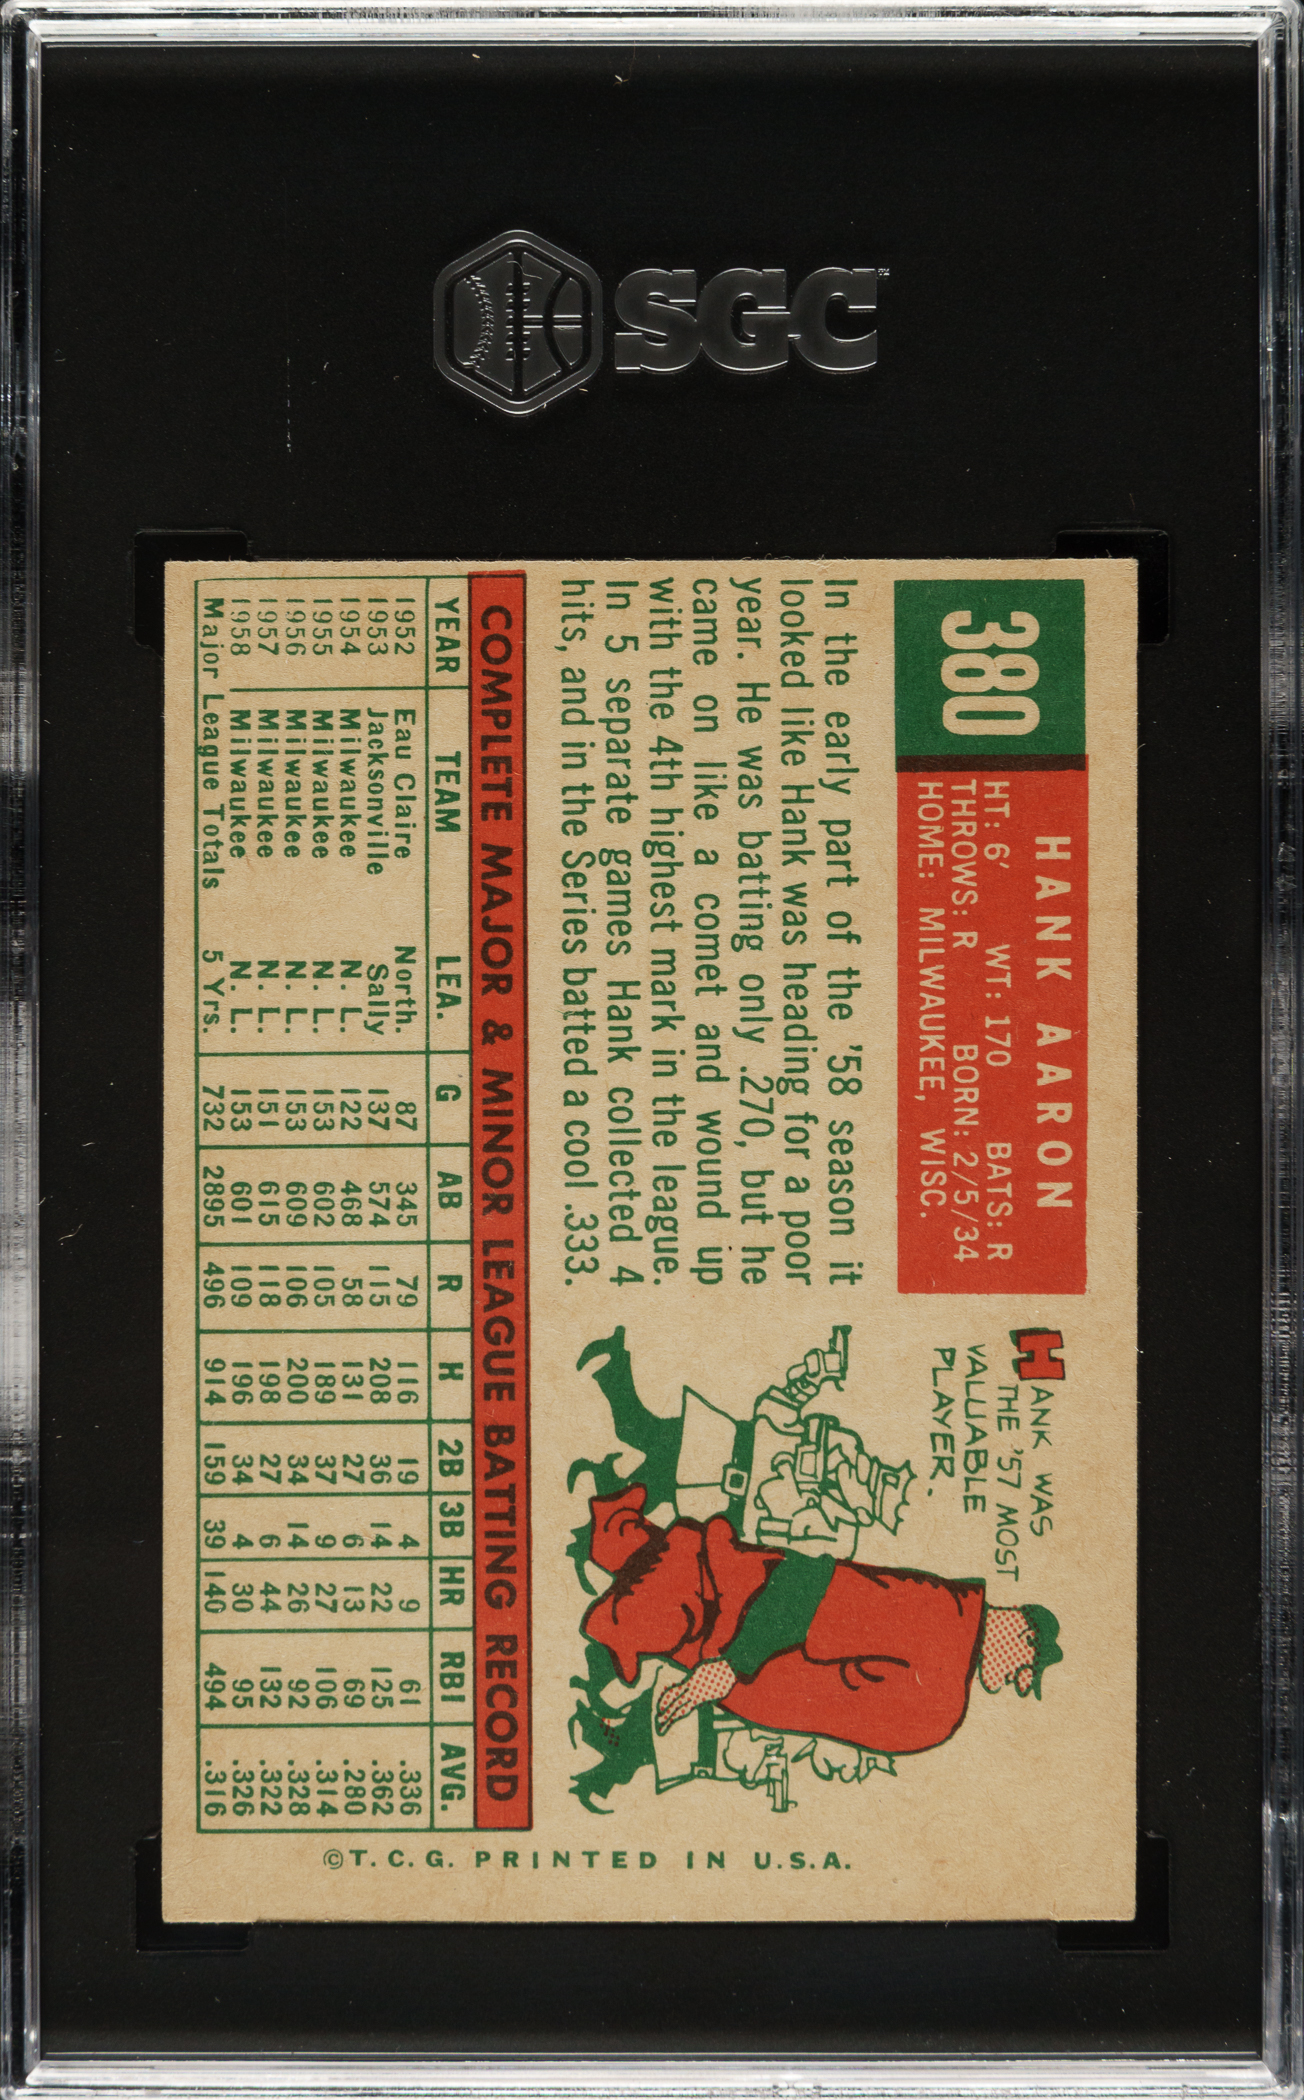 SGC™
380
HANK AARON
HT: 6' WT: 170 BATS: R
THROWS: R BORN: 2/5/34
HOME: MILWAUKEE, WISC.
HANK WAS
THE '57 MOST
VALUABLE
PLAYER.
In the early part of the '58 season it
looked like Hank was heading for a poor
year. He was batting only .270, but he
came on like a comet and wound up
with the 4th highest mark in the league.
In 5 separate games Hank collected 4
hits, and in the Series batted a cool .333.
COMPLETE MAJOR & MINOR LEAGUE BATTING RECORD
YEAR TEAM LEA. G AB R H 2B 3B HR RBI AVG.
1952 Eau Claire North. 87 345 79 116 19 4 9 61 .336
1953 Jacksonville Sally 137 574 115 208 36 14 22 125 .362
1954 Milwaukee N. L. 122 468 58 131 27 6 13 69 .280
1955 Milwaukee N. L. 153 602 105 189 37 9 27 106 .314
1956 Milwaukee N. L. 153 609 106 200 34 14 26 92 .328
1957 Milwaukee N. L. 151 615 118 198 27 6 44 132 .322
1958 Milwaukee N. L. 153 601 109 196 34 4 30 95 .326
Major League Totals 5 Yrs. 732 2895 496 914 159 39 140 494 .316
©T. C. G. PRINTED IN U.S.A.